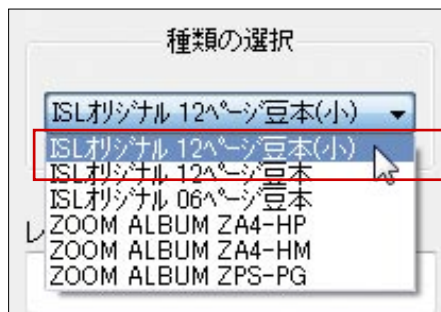 種類の選択
ISLｵﾘｼﾞﾅﾙ 12ﾍﾟｰｼﾞ豆本(小)
ISLｵﾘｼﾞﾅﾙ 12ﾍﾟｰｼﾞ豆本(小)
ISLｵﾘｼﾞﾅﾙ 12ﾍﾟｰｼﾞ豆本
ISLｵﾘｼﾞﾅﾙ 06ﾍﾟｰｼﾞ豆本
レ
ZOOM ALBUM ZA4-HP
ZOOM ALBUM ZA4-HM
ZOOM ALBUM ZPS-PG